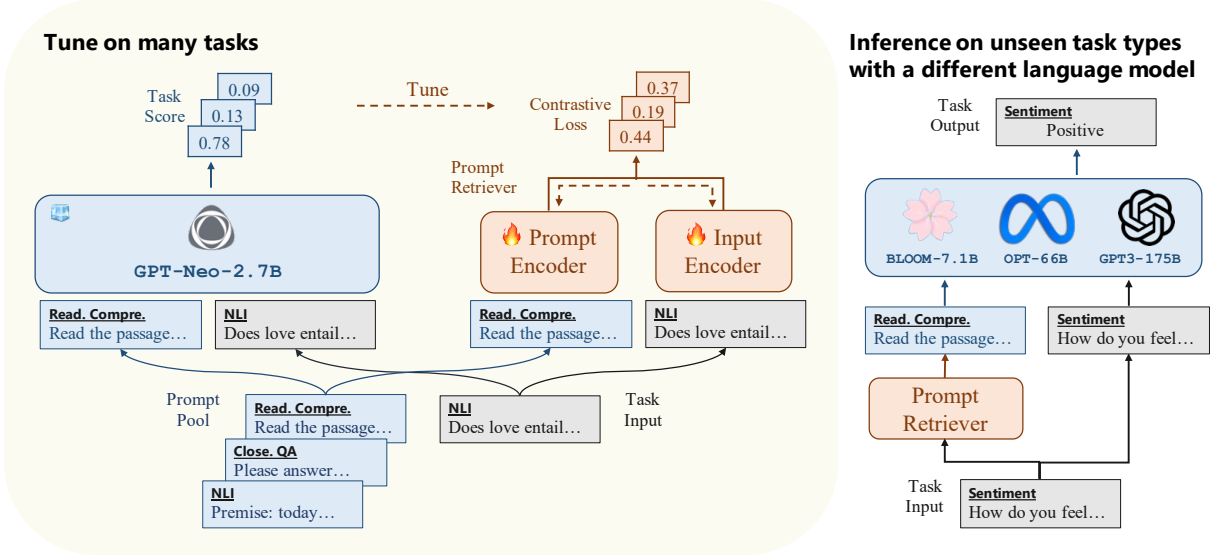 Tune on many tasks
Task
Score
0.09
0.13
0.78
Tune
Contrastive
Loss
0.37
0.19
0.44
Prompt
Retriever
GPT-Neo-2.7B
Prompt
Encoder
Input
Encoder
Read. Compre.
Read the passage…
NLI
Does love entail…
Read. Compre.
Read the passage…
NLI
Does love entail…
Prompt
Pool
Read. Compre.
Read the passage…
Close. QA
Please answer…
NLI
Premise: today…
NLI
Does love entail…
Task
Input
Inference on unseen task types
with a different language model
Task
Output
Sentiment
Positive
BLOOM-7.1B
OPT-66B
GPT3-175B
Read. Compre.
Read the passage…
Sentiment
How do you feel…
Prompt
Retriever
Task
Input
Sentiment
How do you feel…